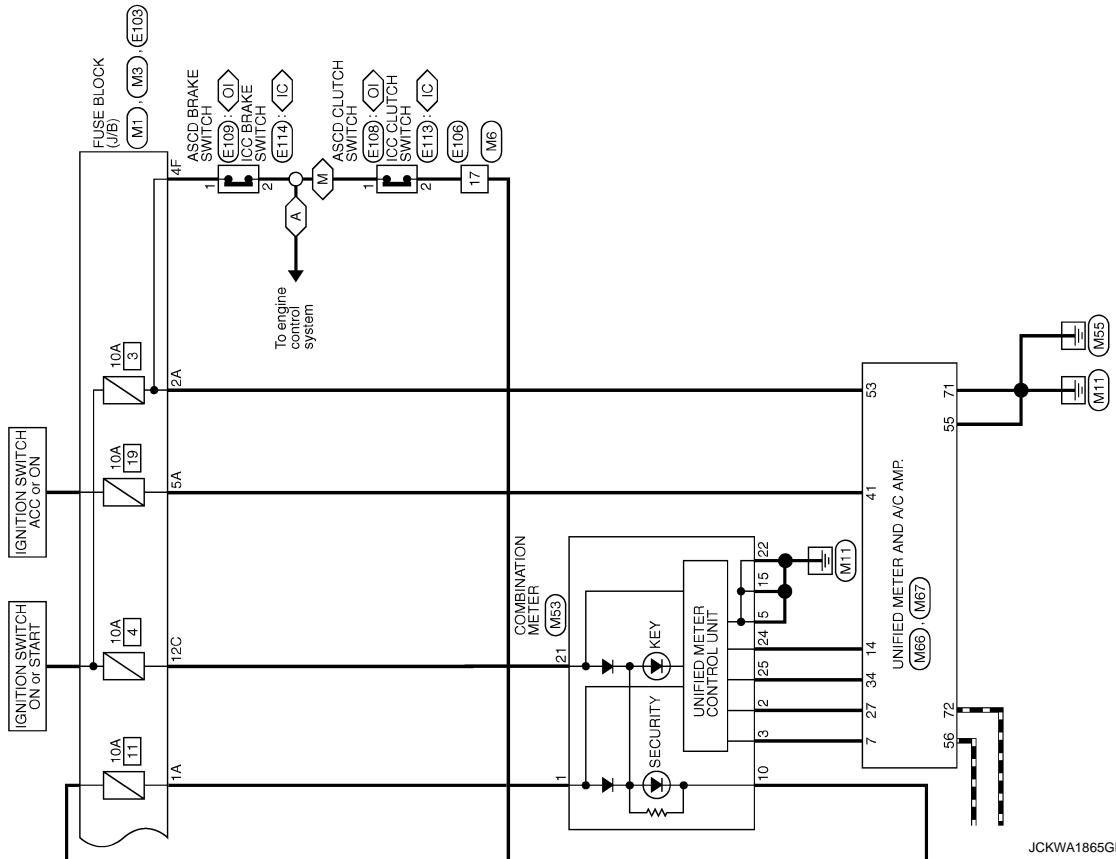 FUSE BLOCK
(J/B)
M1 , M3 , E103
IGNITION SWITCH
ACC or ON
IGNITION SWITCH
ON or START
10A
3
10A
19
10A
4
10A
11
4F
2A
5A
12C
1A
ASCD BRAKE
SWITCH
E109 : OI
ICC BRAKE
SWITCH
E114 : IC
1
2
A
M
To engine
control
system
ASCD CLUTCH
SWITCH
E108 : OI
ICC CLUTCH
SWITCH
E113 : IC
1
2
E106
17
M6
COMBINATION
METER
M53
21
1
KEY
SECURITY
UNIFIED METER
CONTROL UNIT
22
15
5
24
25
2
3
10
M11
53
41
14
34
27
7
UNIFIED METER AND A/C AMP.
M66 , M67
71
55
72
56
M55
M11
JCKWA1865G